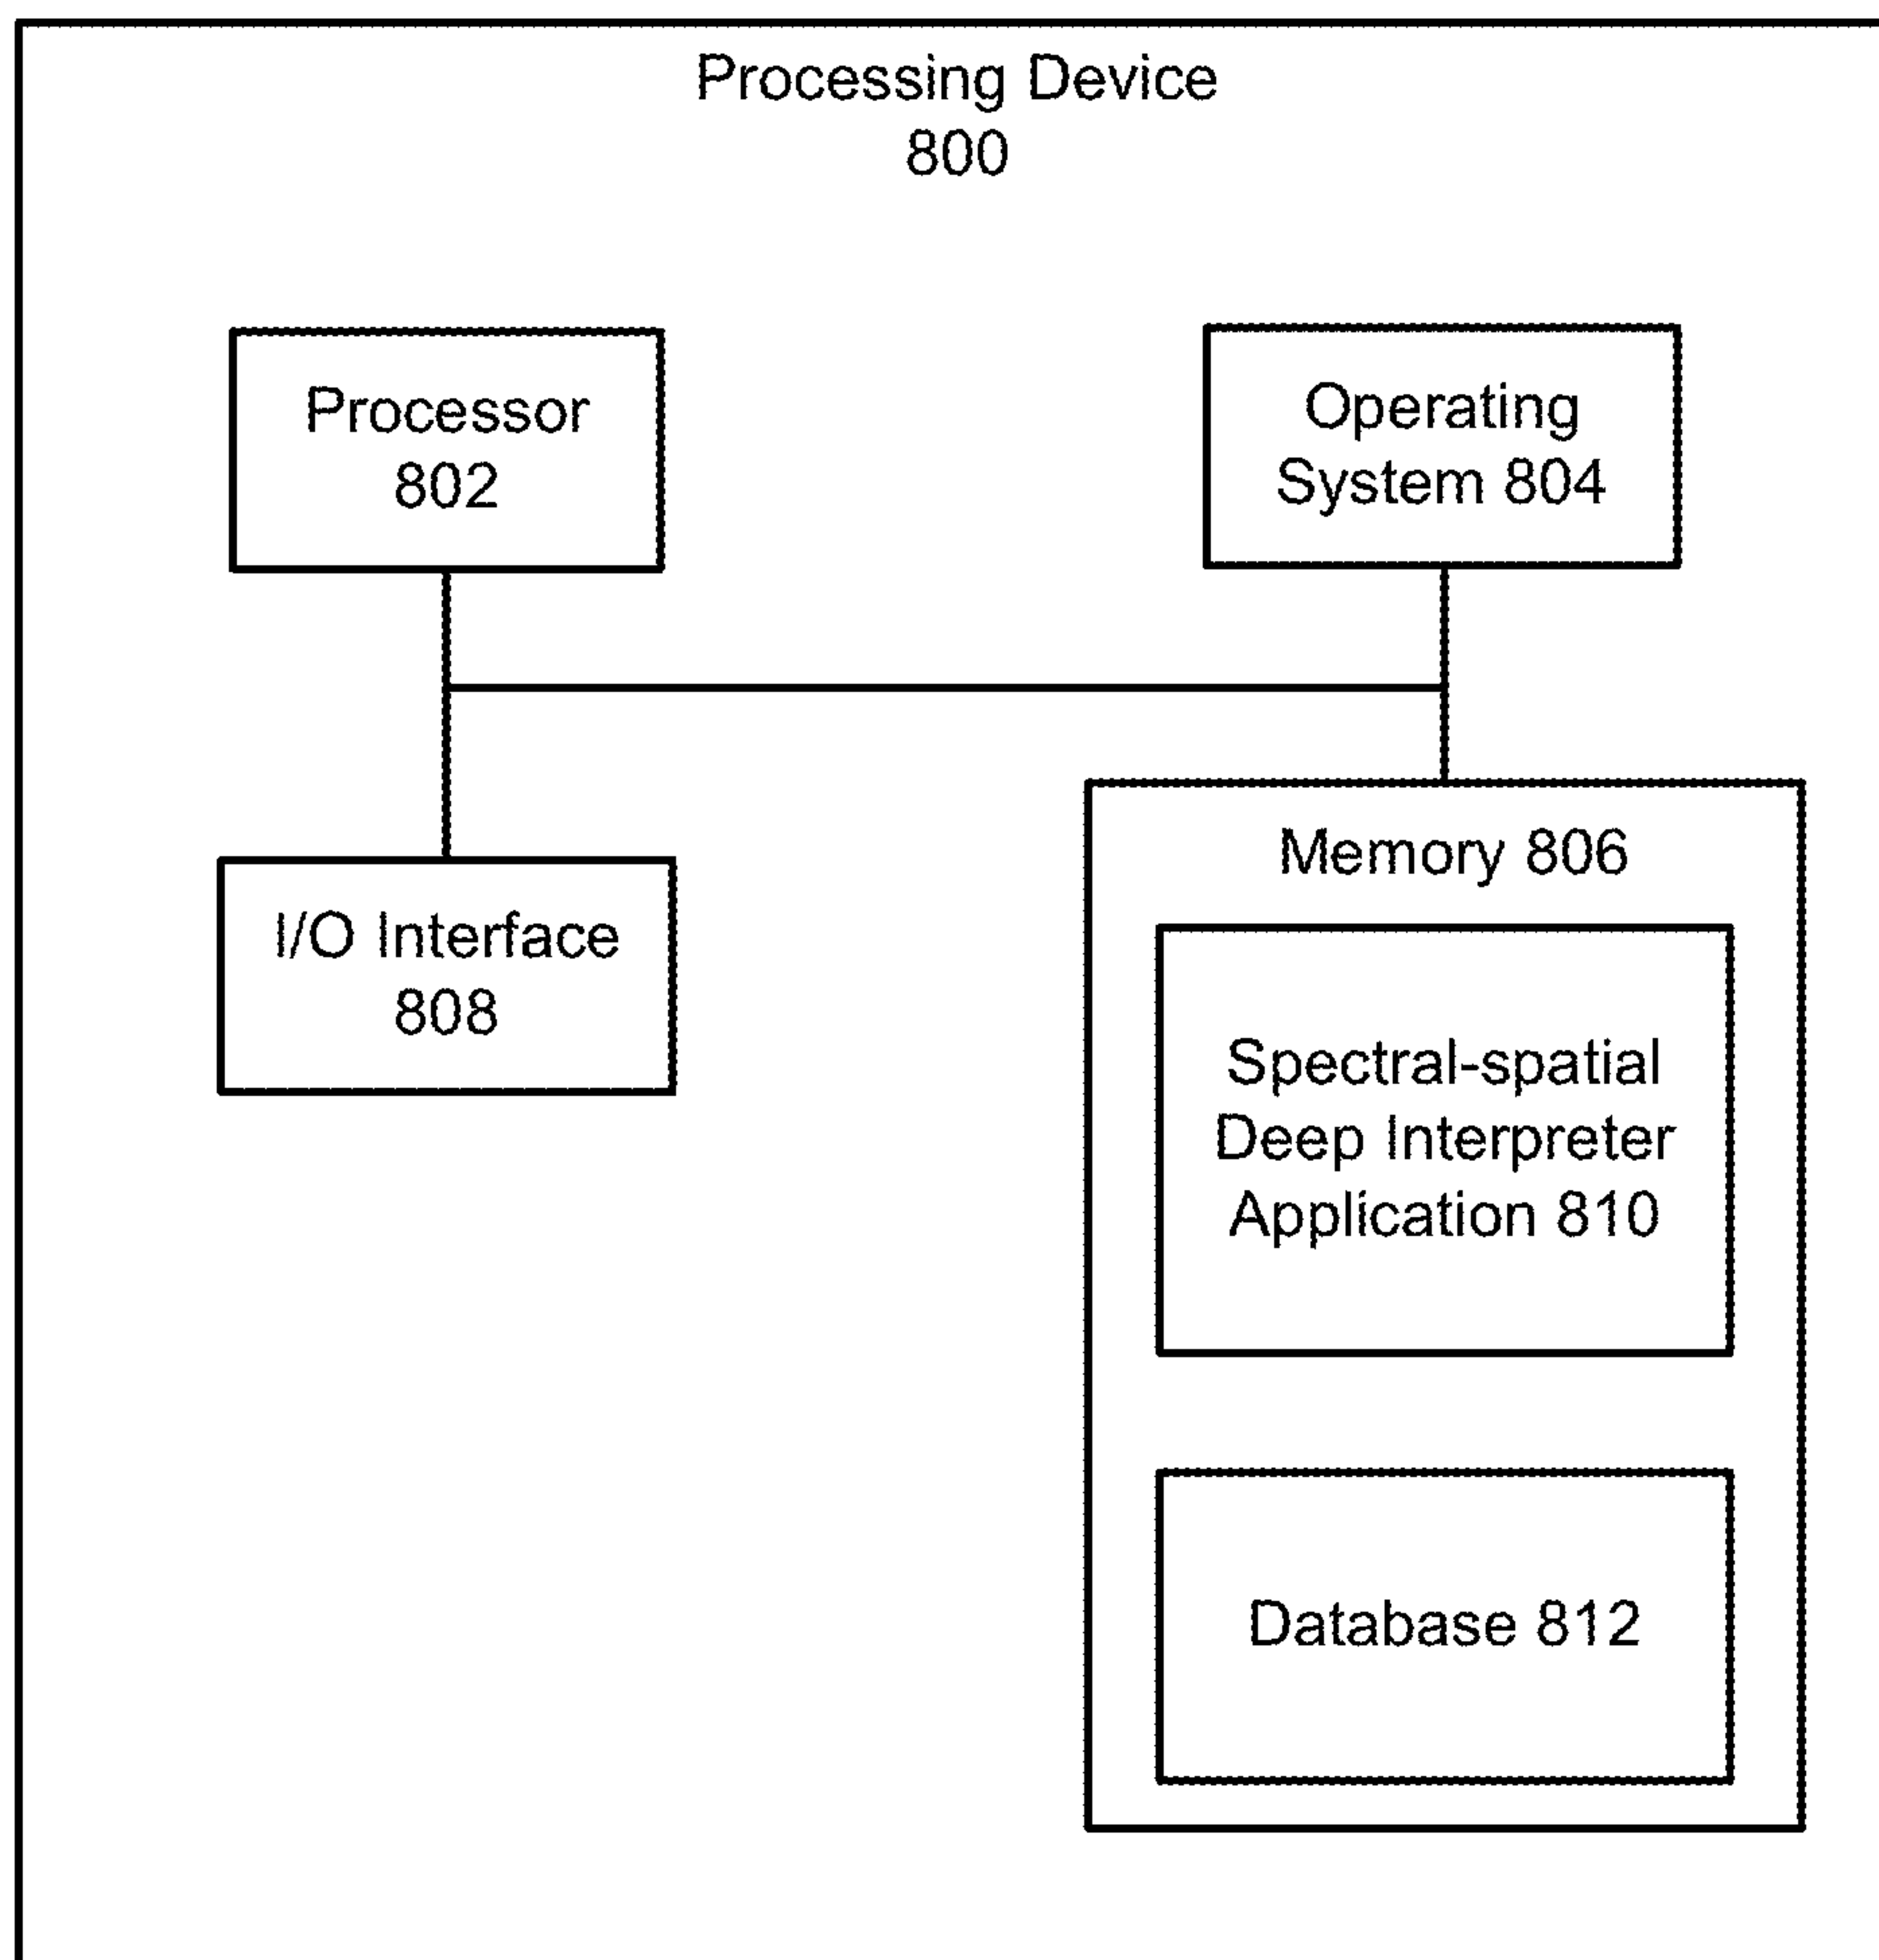 Processing Device
800
Processor
802
Operating
System 804
I/O Interface
808
Memory 806
Spectral-spatial
Deep Interpreter
Application 810
Database 812